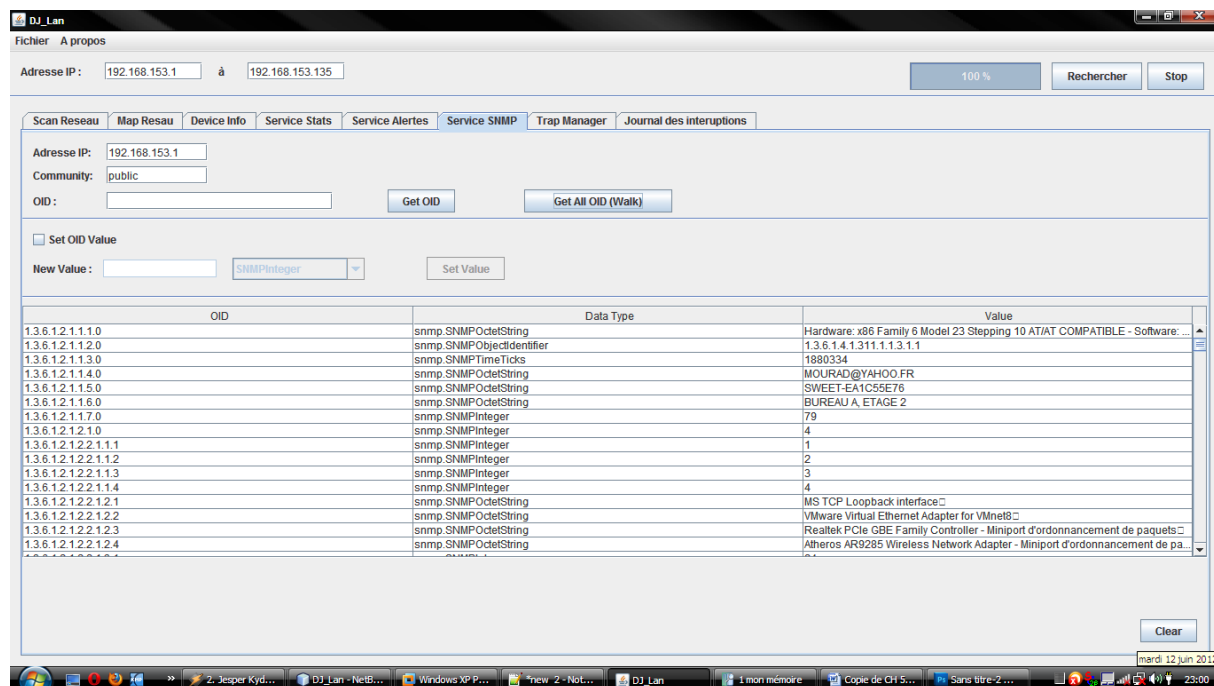 DJ_Lan
Fichier A propos
Adresse IP : 192.168.153.1 à 192.168.153.135 100 % Rechercher Stop
Scan Reseau Map Resau Device Info Service Stats Service Alertes Service SNMP Trap Manager Journal des interuptions
Adresse IP: 192.168.153.1
Community: public
OID : Get OID Get All OID (Walk)
Set OID Value
New Value : SNMPInteger Set Value
OID Data Type Value
1.3.6.1.2.1.1.1.0 snmp.SNMPOctetString Hardware: x86 Family 6 Model 23 Stepping 10 AT/AT COMPATIBLE - Software: ...
1.3.6.1.2.1.1.2.0 snmp.SNMPObjectIdentifier 1.3.6.1.4.1.311.1.1.3.1.1
1.3.6.1.2.1.1.3.0 snmp.SNMPTimeTicks 1880334
1.3.6.1.2.1.1.4.0 snmp.SNMPOctetString MOURAD@YAHOO.FR
1.3.6.1.2.1.1.5.0 snmp.SNMPOctetString SWEET-EA1C55E76
1.3.6.1.2.1.1.6.0 snmp.SNMPOctetString BUREAU A, ETAGE 2
1.3.6.1.2.1.1.7.0 snmp.SNMPInteger 79
1.3.6.1.2.1.2.1.0 snmp.SNMPInteger 4
1.3.6.1.2.1.2.2.1.1.1 snmp.SNMPInteger 1
1.3.6.1.2.1.2.2.1.1.2 snmp.SNMPInteger 2
1.3.6.1.2.1.2.2.1.1.3 snmp.SNMPInteger 3
1.3.6.1.2.1.2.2.1.1.4 snmp.SNMPInteger 4
1.3.6.1.2.1.2.2.1.2.1 snmp.SNMPOctetString MS TCP Loopback interface□
1.3.6.1.2.1.2.2.1.2.2 snmp.SNMPOctetString VMware Virtual Ethernet Adapter for VMnet8□
1.3.6.1.2.1.2.2.1.2.3 snmp.SNMPOctetString Realtek PCIe GBE Family Controller - Miniport d'ordonnancement de paquets□
1.3.6.1.2.1.2.2.1.2.4 snmp.SNMPOctetString Atheros AR9285 Wireless Network Adapter - Miniport d'ordonnancement de pa...
Clear
mardi 12 juin 2012
» 2. Jesper Kyd... DJ_Lan - NetB... Windows XP P... *new 2 - Not... DJ_Lan 1 mon mémoire Copie de CH 5... Sans titre-2 ... 23:00